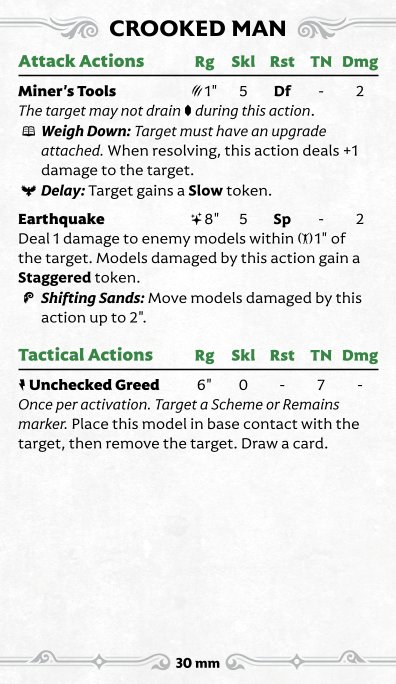 CROOKED MAN
Attack Actions Rg Skl Rst TN Dmg
Miner's Tools 1" 5 Df - 2
The target may not drain during this action.
Weigh Down: Target must have an upgrade
attached. When resolving, this action deals +1
damage to the target.
Delay: Target gains a Slow token.
Earthquake 8" 5 Sp - 2
Deal 1 damage to enemy models within 1" of
the target. Models damaged by this action gain a
Staggered token.
Shifting Sands: Move models damaged by this
action up to 2".
Tactical Actions Rg Skl Rst TN Dmg
Unchecked Greed 6" 0 - 7 -
Once per activation. Target a Scheme or Remains
marker. Place this model in base contact with the
target, then remove the target. Draw a card.
30 mm